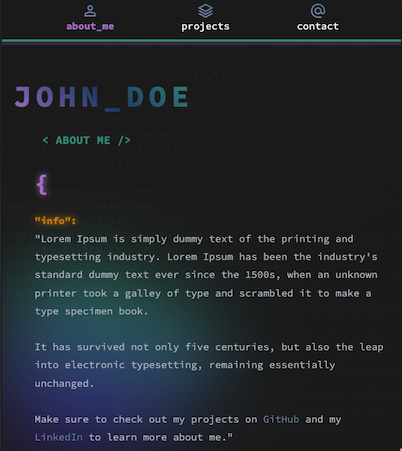 about_me projects contact
JOHN_DOE
< ABOUT ME />
{
"info":
"Lorem Ipsum is simply dummy text of the printing and
typesetting industry. Lorem Ipsum has been the industry's
standard dummy text ever since the 1500s, when an unknown
printer took a galley of type and scrambled it to make a
type specimen book.
It has survived not only five centuries, but also the leap
into electronic typesetting, remaining essentially
unchanged.
Make sure to check out my projects on GitHub and my
LinkedIn to learn more about me."